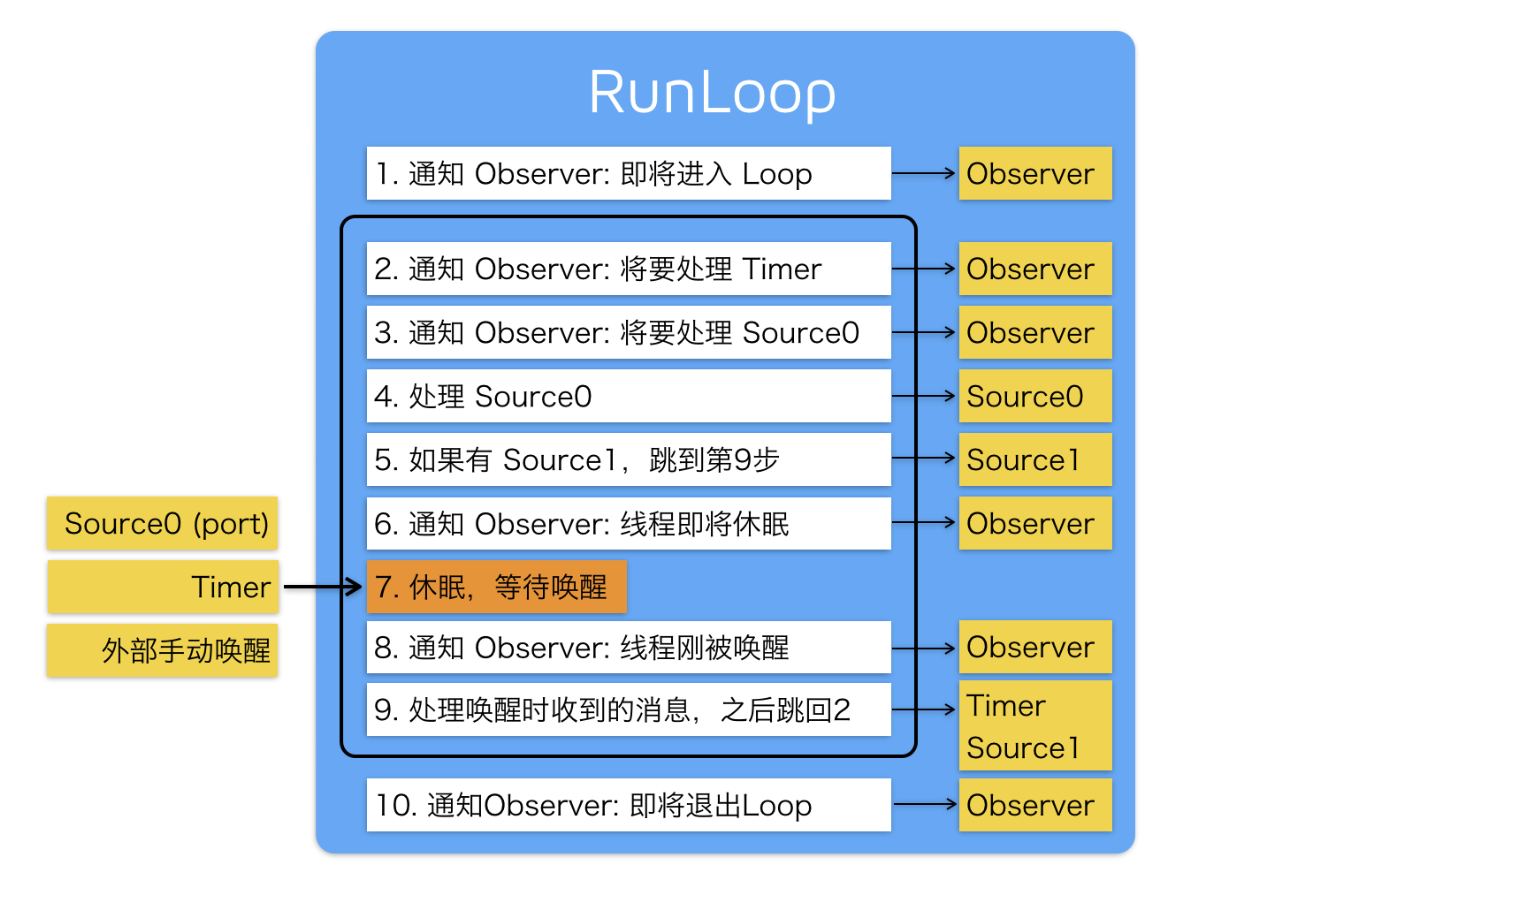 RunLoop
1. 通知 Observer: 即将进入 Loop
Observer
2. 通知 Observer: 将要处理 Timer
Observer
3. 通知 Observer: 将要处理 Source0
Observer
4. 处理 Source0
Source0
5. 如果有 Source1，跳到第9步
Source1
Source0 (port)
6. 通知 Observer: 线程即将休眠
Observer
Timer
7. 休眠，等待唤醒
外部手动唤醒
8. 通知 Observer: 线程刚被唤醒
Observer
9. 处理唤醒时收到的消息，之后跳回2
Timer
Source1
10. 通知Observer: 即将退出Loop
Observer